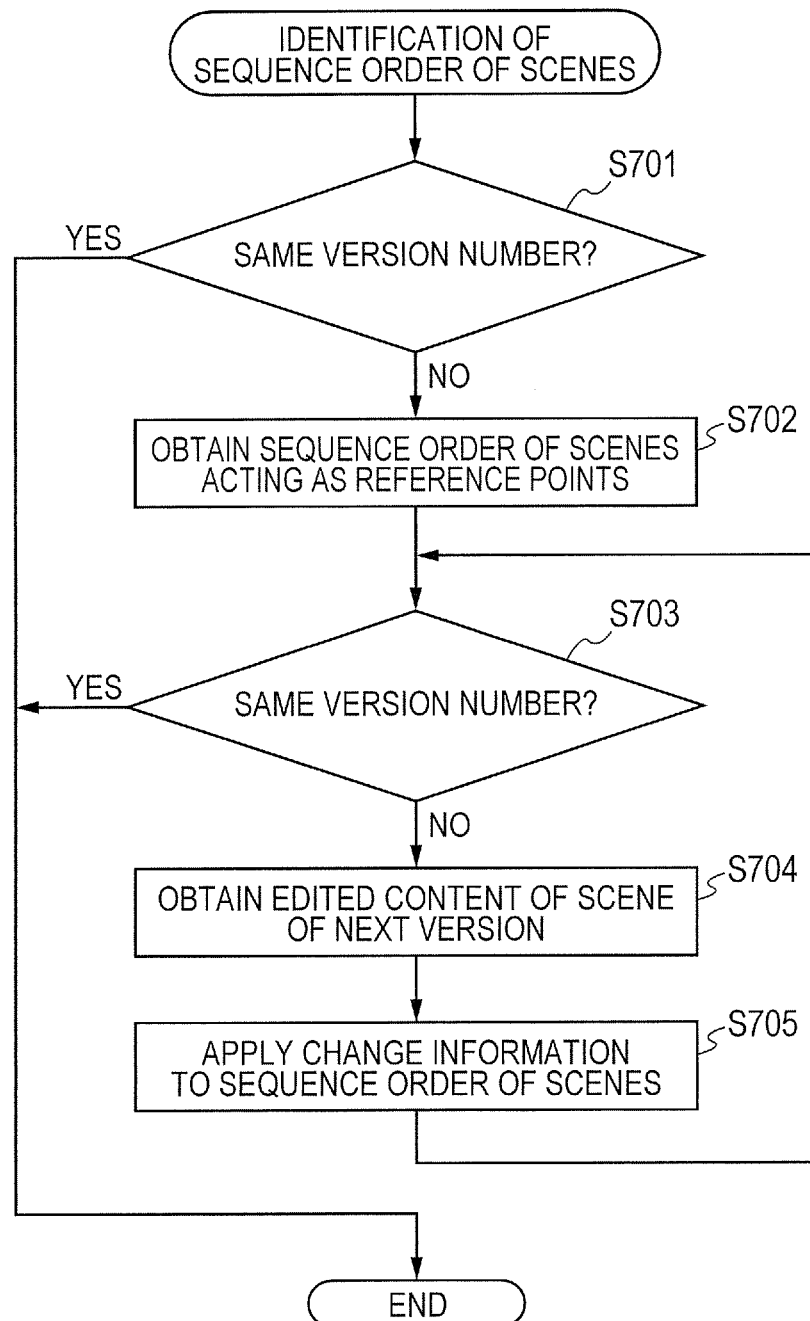 IDENTIFICATION OF
SEQUENCE ORDER OF SCENES
S701
YES
SAME VERSION NUMBER?
NO
S702
OBTAIN SEQUENCE ORDER OF SCENES
ACTING AS REFERENCE POINTS
S703
YES
SAME VERSION NUMBER?
NO
S704
OBTAIN EDITED CONTENT OF SCENE
OF NEXT VERSION
S705
APPLY CHANGE INFORMATION
TO SEQUENCE ORDER OF SCENES
END